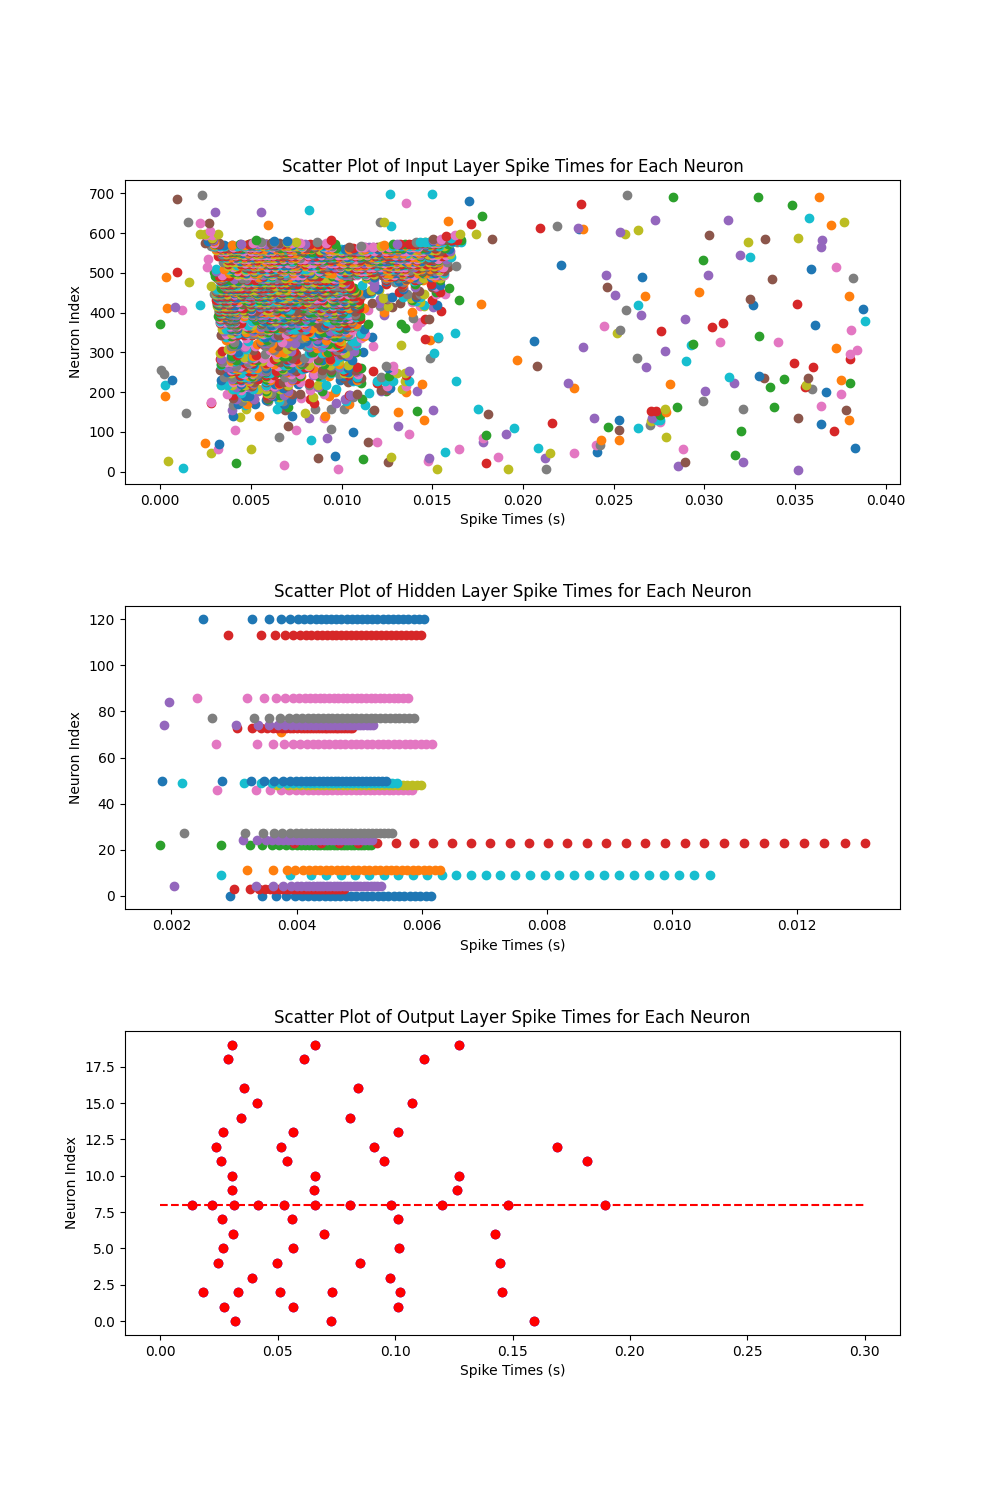 Scatter Plot of Input Layer Spike Times for Each Neuron
Neuron Index
700
600
500
400
300
200
100
0
0.000 0.005 0.010 0.015 0.020 0.025 0.030 0.035 0.040
Spike Times (s)
Scatter Plot of Hidden Layer Spike Times for Each Neuron
Neuron Index
120
100
80
60
40
20
0
0.002 0.004 0.006 0.008 0.010 0.012
Spike Times (s)
Scatter Plot of Output Layer Spike Times for Each Neuron
Neuron Index
17.5
15.0
12.5
10.0
7.5
5.0
2.5
0.0
0.00 0.05 0.10 0.15 0.20 0.25 0.30
Spike Times (s)